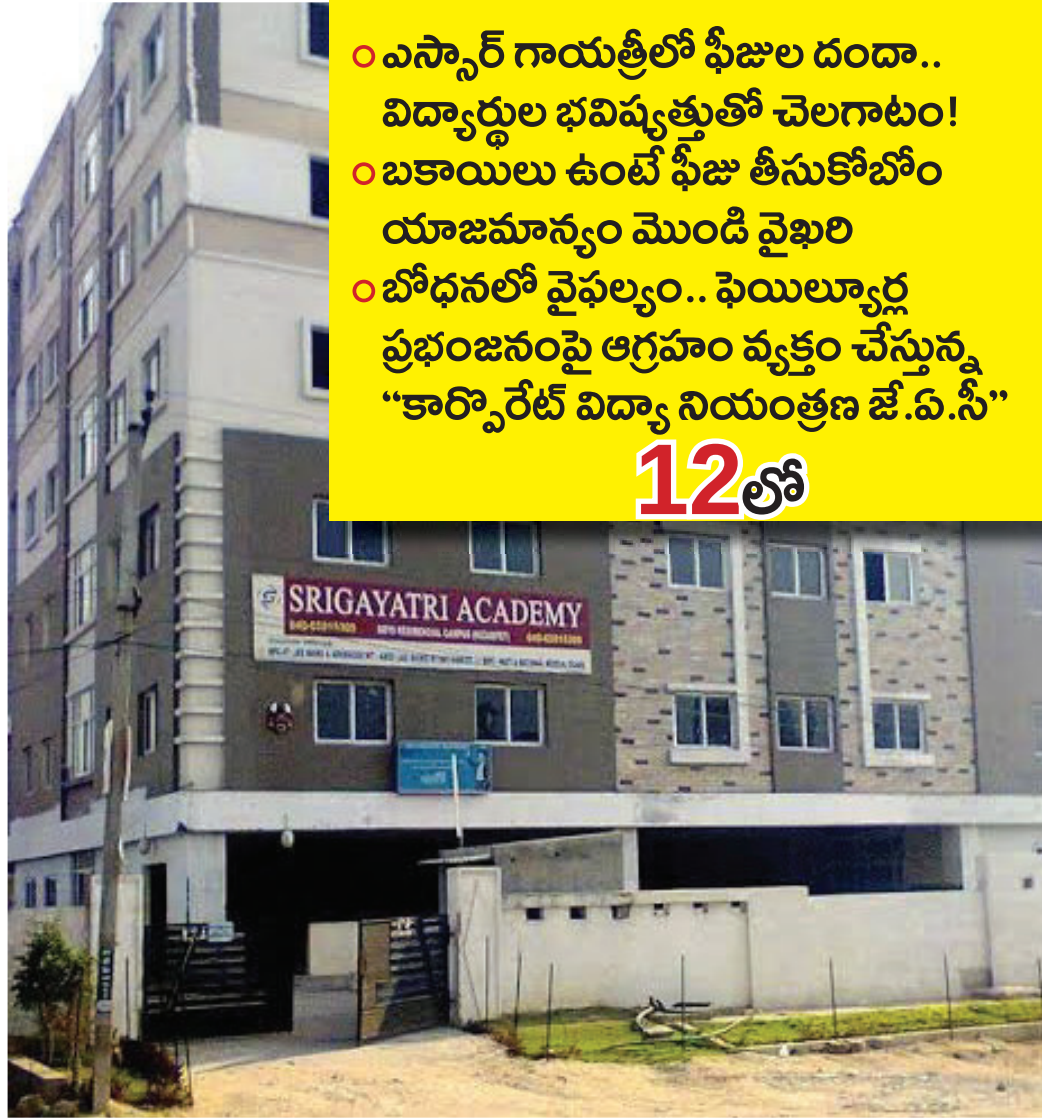 ఎస్సార్ గాయత్రీలో ఫీజుల దందా..
విద్యార్థుల భవిష్యత్తుతో చెలగాటం!
బకాయిలు ఉంటే ఫీజు తీసుకోబోం
యాజమాన్యం మొండి వైఖరి
బోధనలో వైఫల్యం.. ఫెయిల్యూర్ల
ప్రభంజనంపై ఆగ్రహం వ్యక్తం చేస్తున్న
“కార్పొరేట్ విద్యా నియంత్రణ జే.ఏ.సీ”
12లో
SRIGAYATRI ACADEMY